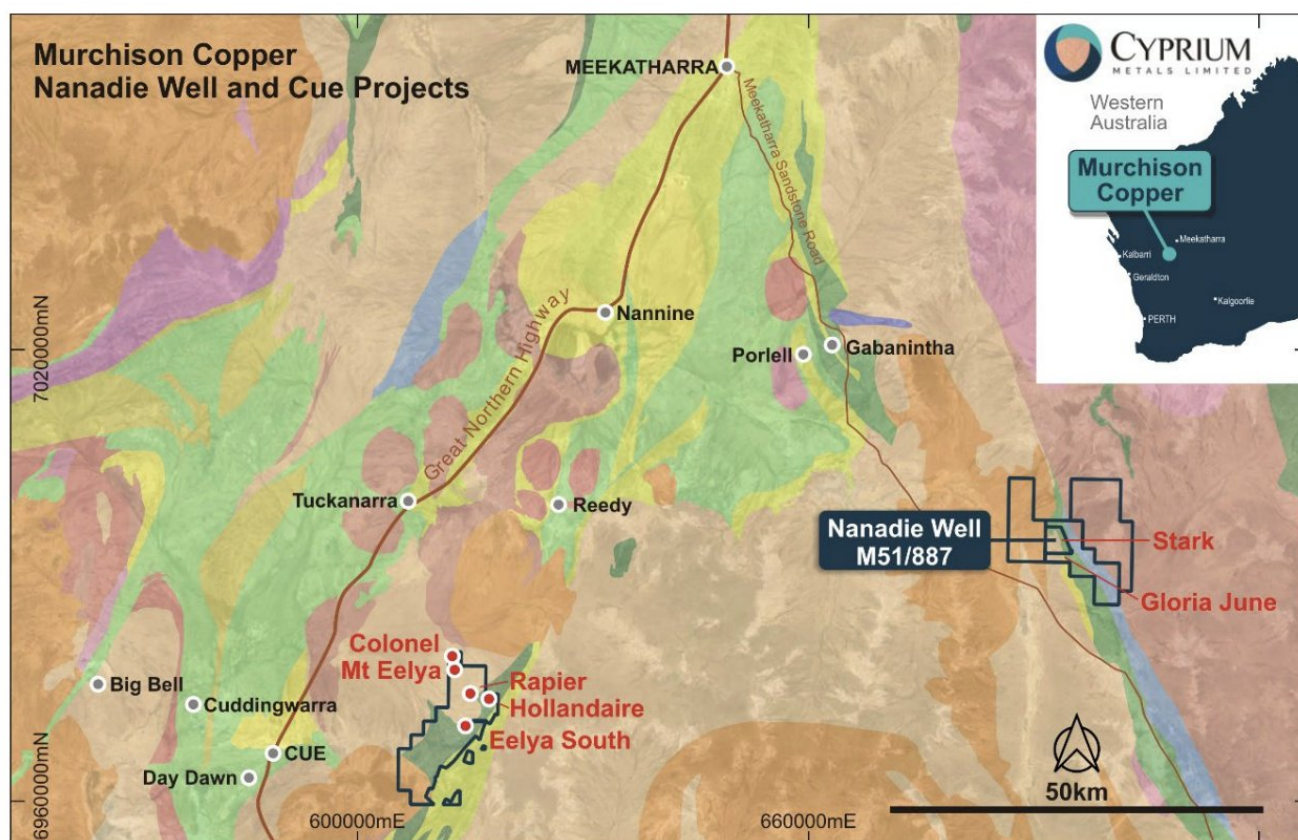 Murchison Copper
Nanadie Well and Cue Projects
CYPRIUM
METALS LIMITED
Western
Australia
Murchison
Copper
Meekatharra
Kalbarri
Geraldton
Kalgoorlie
PERTH
MEEKATHARRA
Meekatharra Sandstone Road
Great Northern Highway
Nannine
Porlell
Gabanintha
7020000mN
Tuckanarra
Reedy
Nanadie Well
M51/887
Stark
Gloria June
Colonel
Mt Eelya
Rapier
Hollandaire
Eelya South
Big Bell
Cuddingwarra
CUE
Day Dawn
6960000mN
600000mE
660000mE
50km